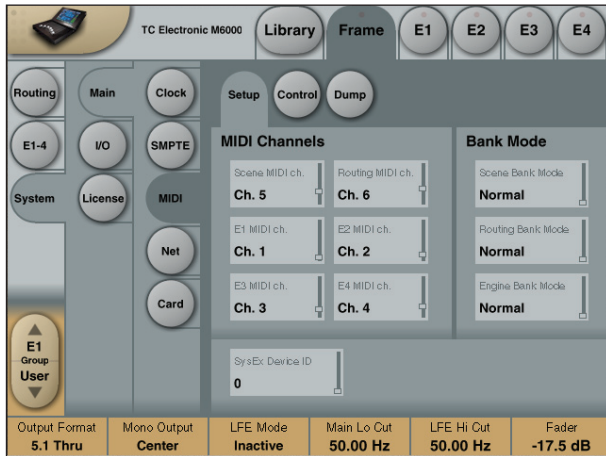 TC Electronic M6000
Library
Frame
E1
E2
E3
E4
Routing
Main
Clock
Setup
Control
Dump
E1-4
I/O
SMPTE
System
License
MIDI
Net
Card
MIDI Channels
Scene MIDI ch.
Ch. 5
Routing MIDI ch.
Ch. 6
E1 MIDI ch.
Ch. 1
E2 MIDI ch.
Ch. 2
E3 MIDI ch.
Ch. 3
E4 MIDI ch.
Ch. 4
Bank Mode
Scene Bank Mode
Normal
Routing Bank Mode
Normal
Engine Bank Mode
Normal
SysEx Device ID
0
E1
Group
User
Output Format
5.1 Thru
Mono Output
Center
LFE Mode
Inactive
Main Lo Cut
50.00 Hz
LFE Hi Cut
50.00 Hz
Fader
-17.5 dB